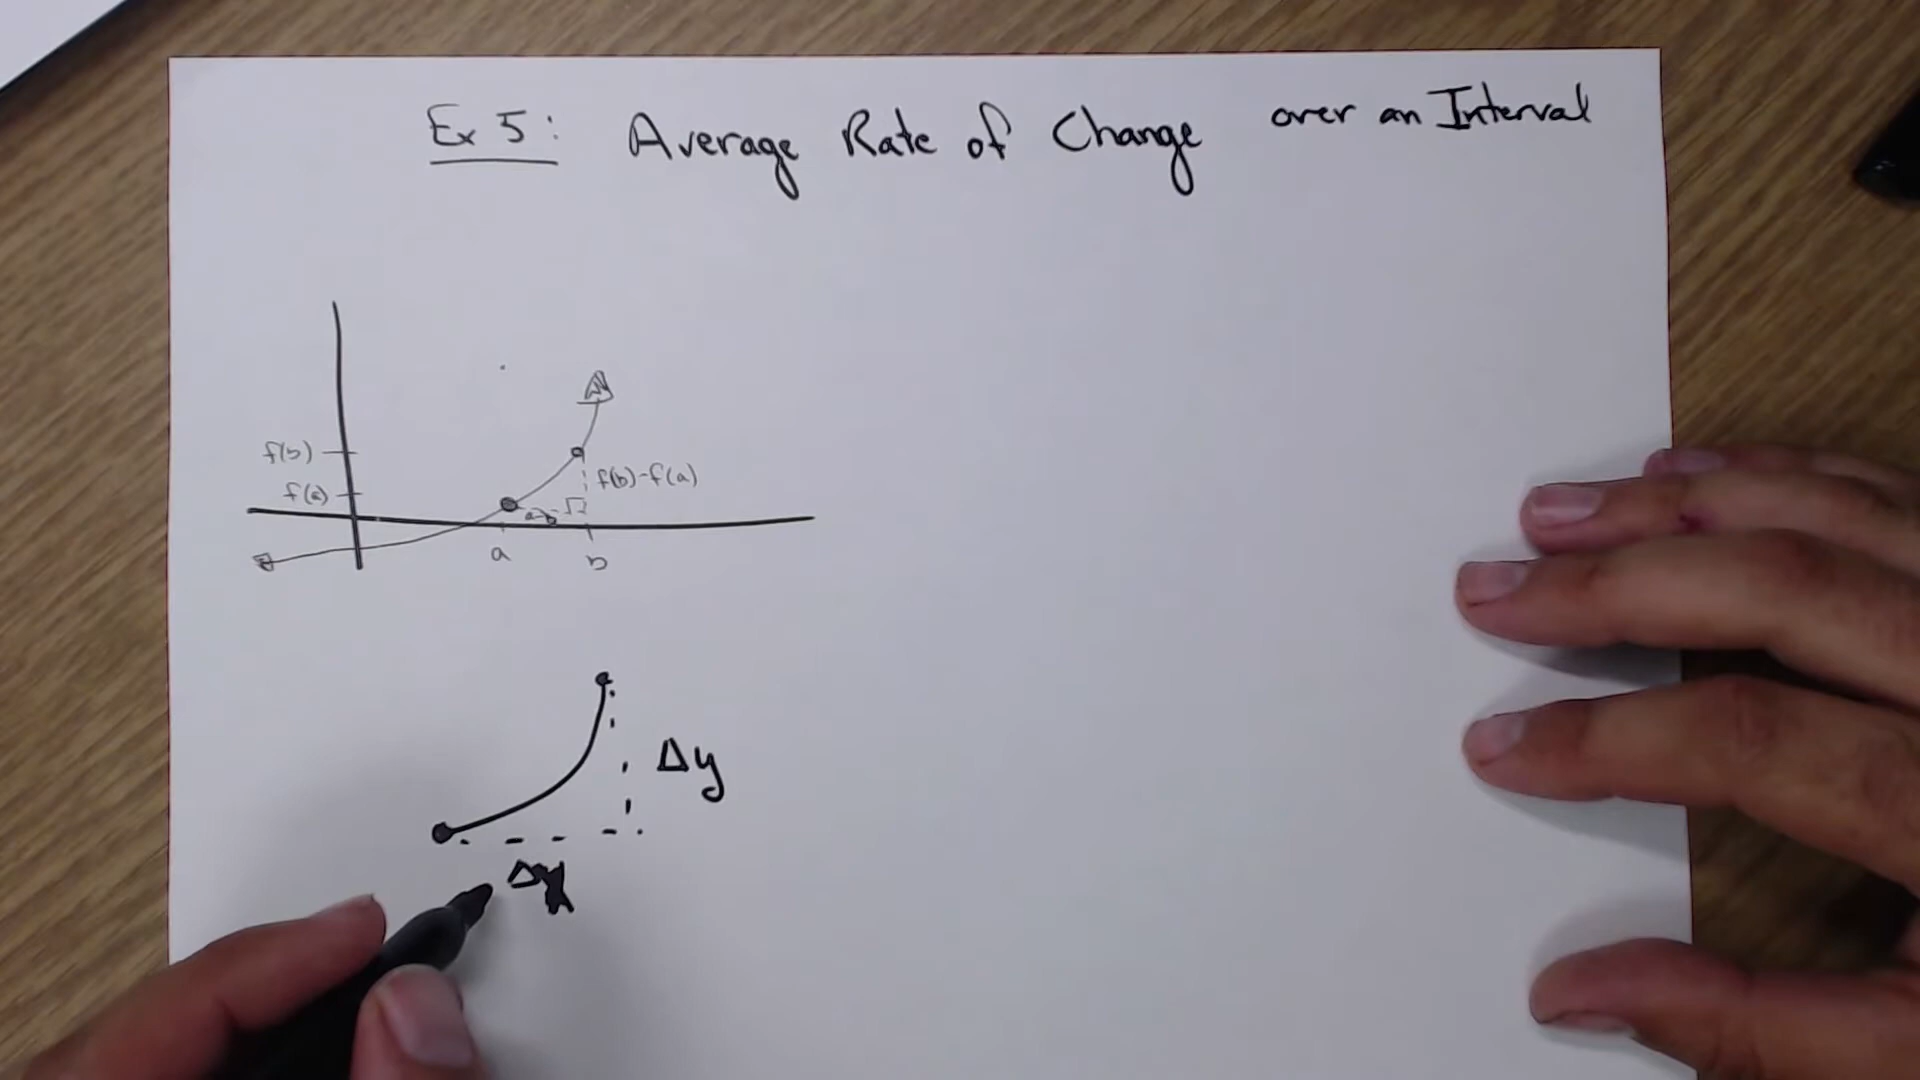 Ex 5: Average Rate of Change over an Interval
f(b)
f(a)
f(b)-f(a)
a-b
a
b
Δy
Δx